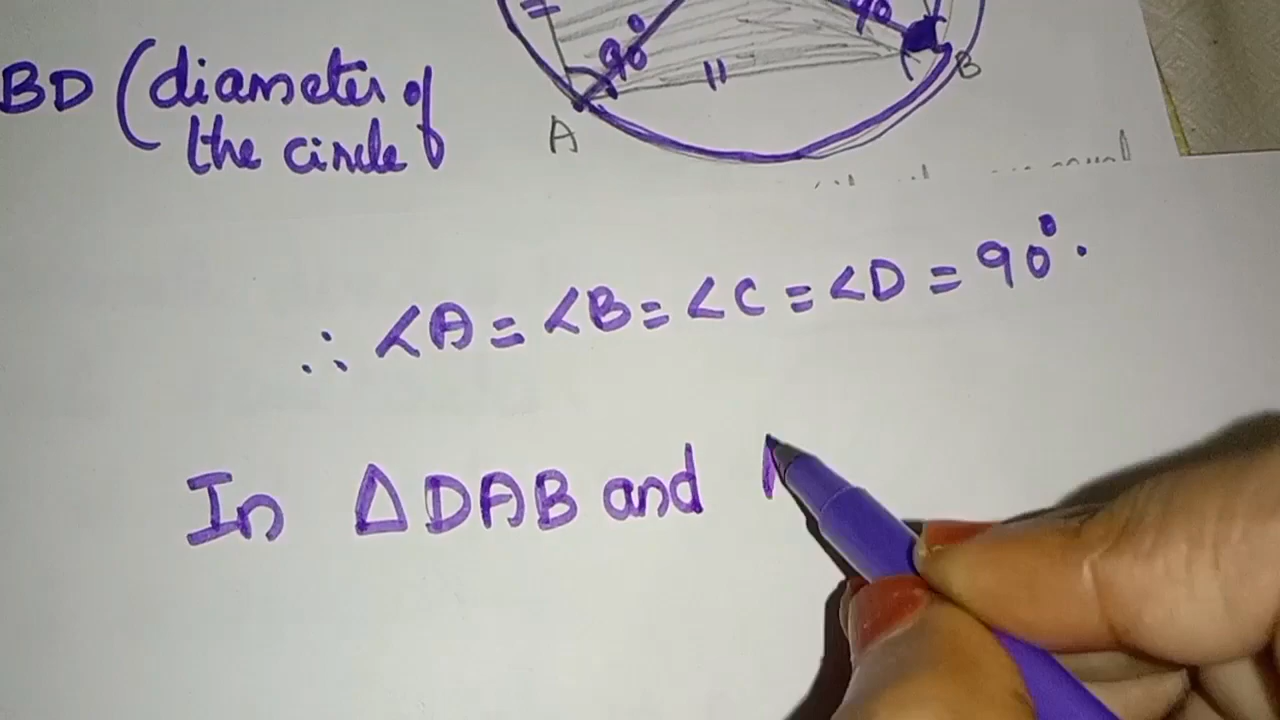 90°
90
=
"
B
A
BD (diameter of
the circle
∴ ∠A = ∠B = ∠C = ∠D = 90°.
In ΔDAB and